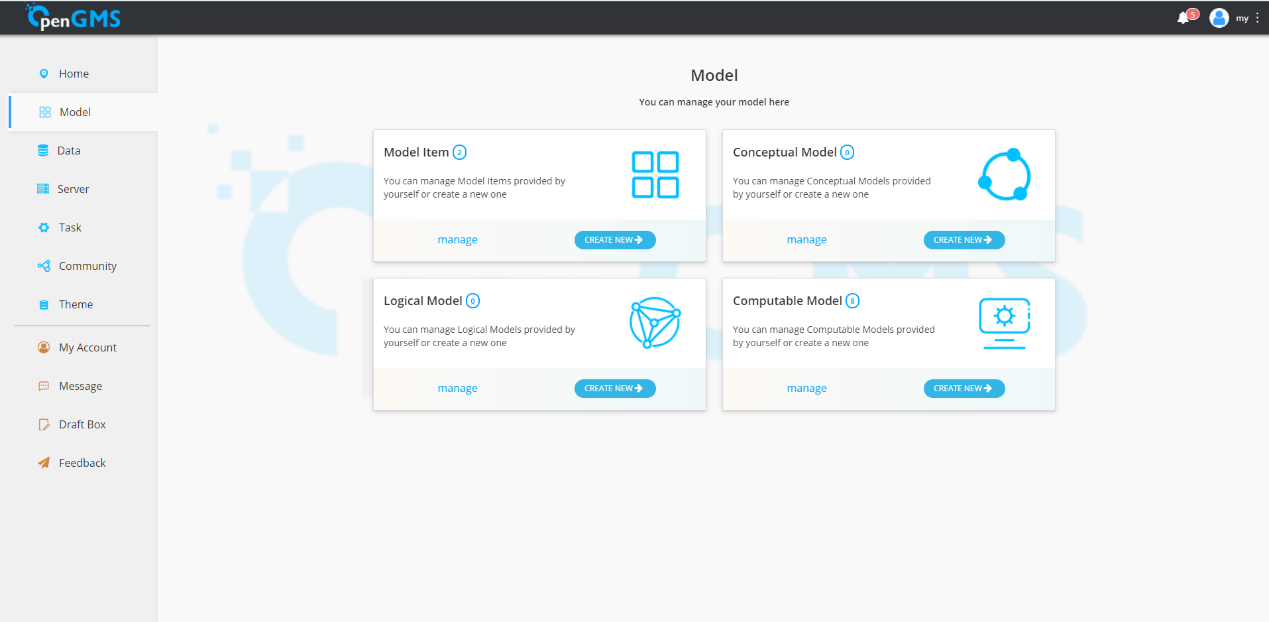 OpenGMS
5
my
Home
Model
Data
Server
Task
Community
Theme
My Account
Message
Draft Box
Feedback
Model
You can manage your model here
Model Item 2
You can manage Model Items provided by
yourself or create a new one
manage
CREATE NEW
Conceptual Model 0
You can manage Conceptual Models provided
by yourself or create a new one
manage
CREATE NEW
Logical Model 0
You can manage Logical Models provided by
yourself or create a new one
manage
CREATE NEW
Computable Model 8
You can manage Computable Models provided
by yourself or create a new one
manage
CREATE NEW